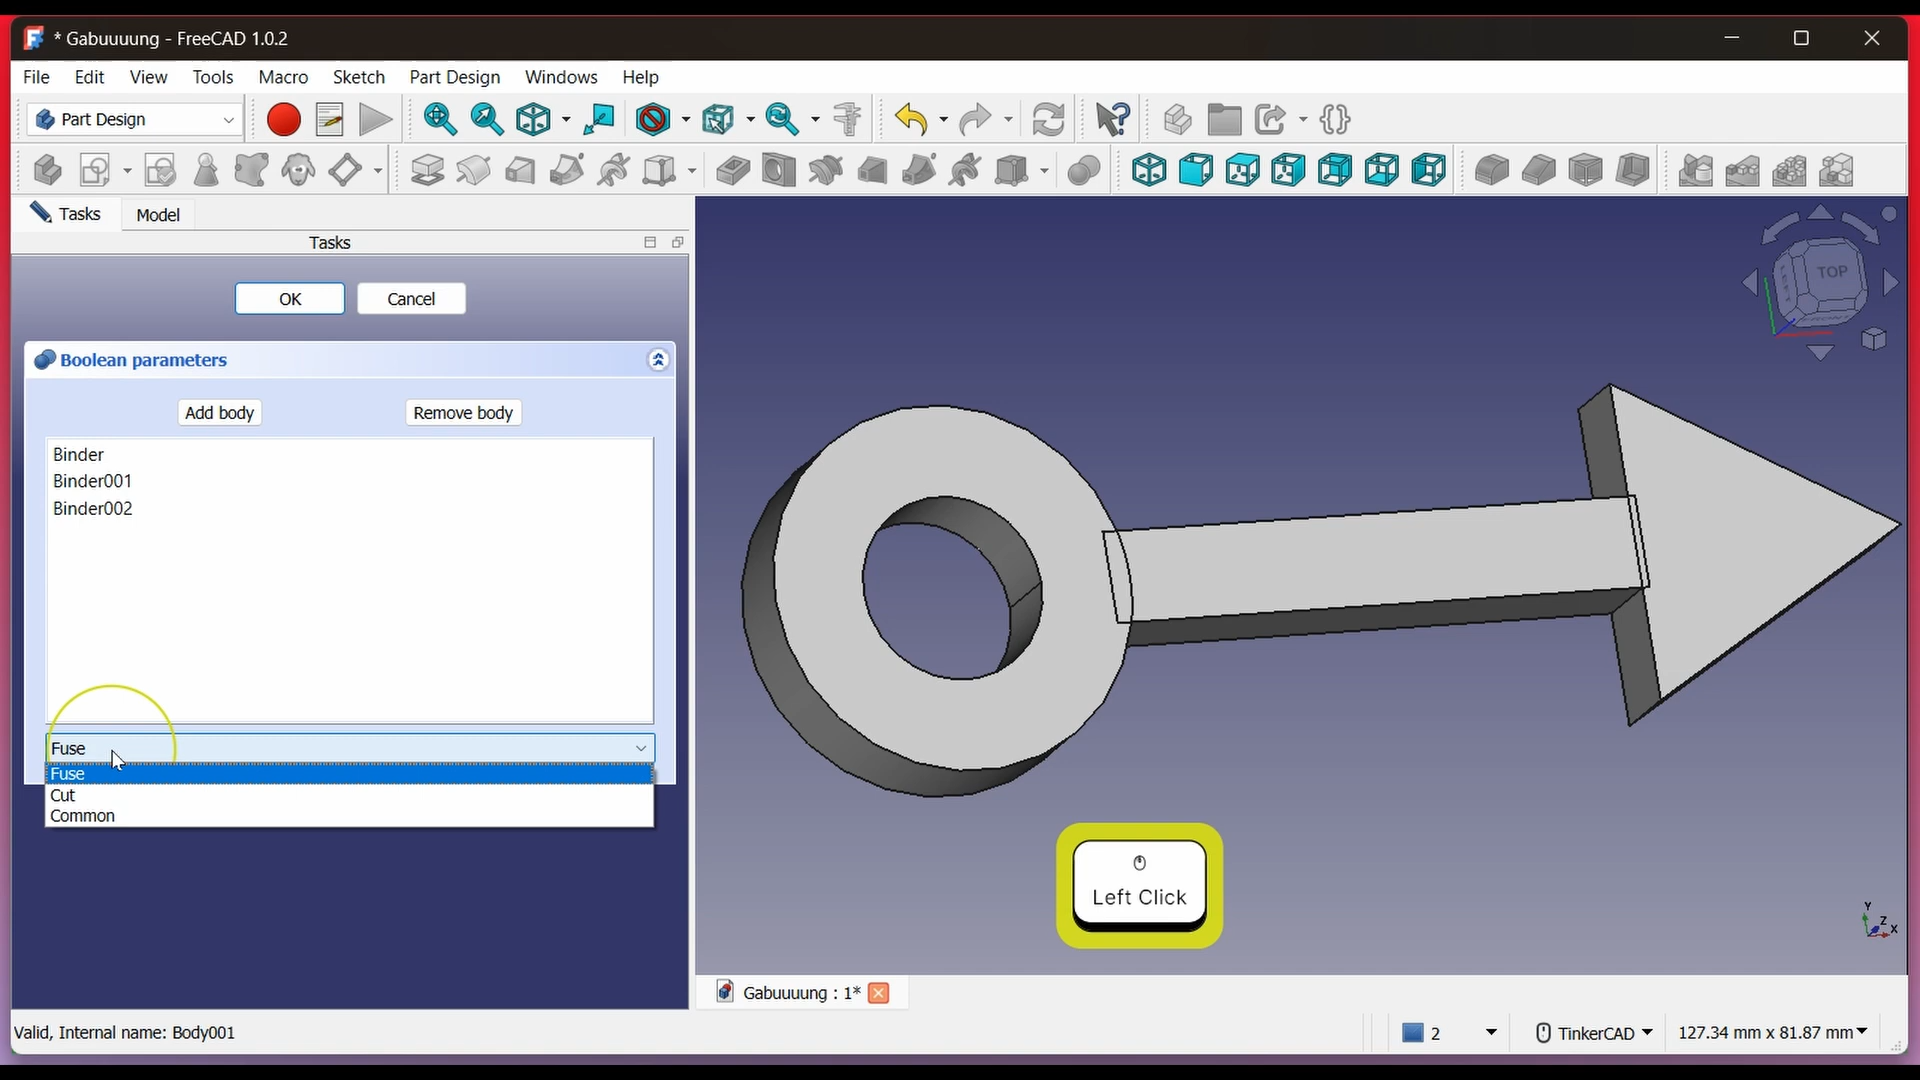 * Gabuuuung - FreeCAD 1.0.2
File Edit View Tools Macro Sketch Part Design Windows Help
Part Design
Tasks Model
Tasks
OK Cancel
Boolean parameters
Add body Remove body
Binder
Binder001
Binder002
Fuse
Fuse
Cut
Common
TOP
LEFT
Left Click
Y
Z
X
Gabuuuung : 1*
Valid, Internal name: Body001
2
TinkerCAD
127.34 mm x 81.87 mm